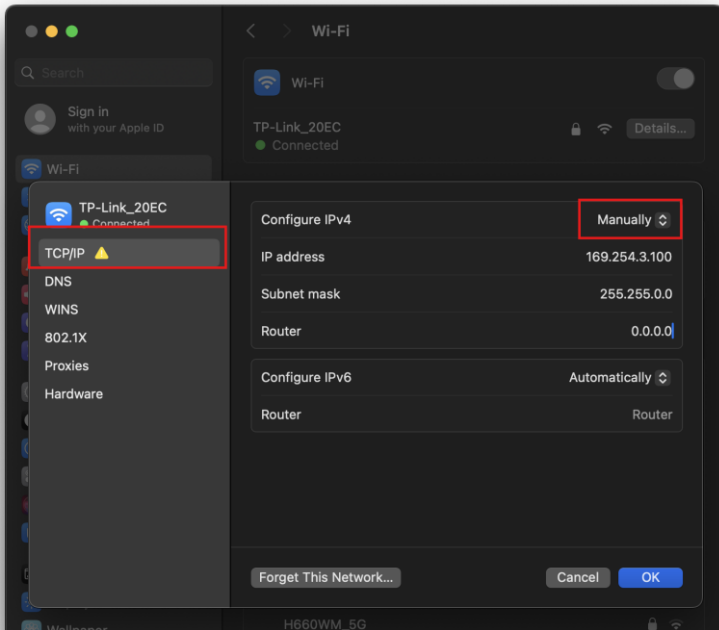 Wi-Fi
Search
Sign in
with your Apple ID
Wi-Fi
Wi-Fi
TP-Link_20EC
Connected
Details...
TP-Link_20EC
Connected
TCP/IP
DNS
WINS
802.1X
Proxies
Hardware
Configure IPv4 Manually
IP address 169.254.3.100
Subnet mask 255.255.0.0
Router 0.0.0.0
Configure IPv6 Automatically
Router Router
Forget This Network...
Cancel
OK
Wallpaper
H660WM_5G